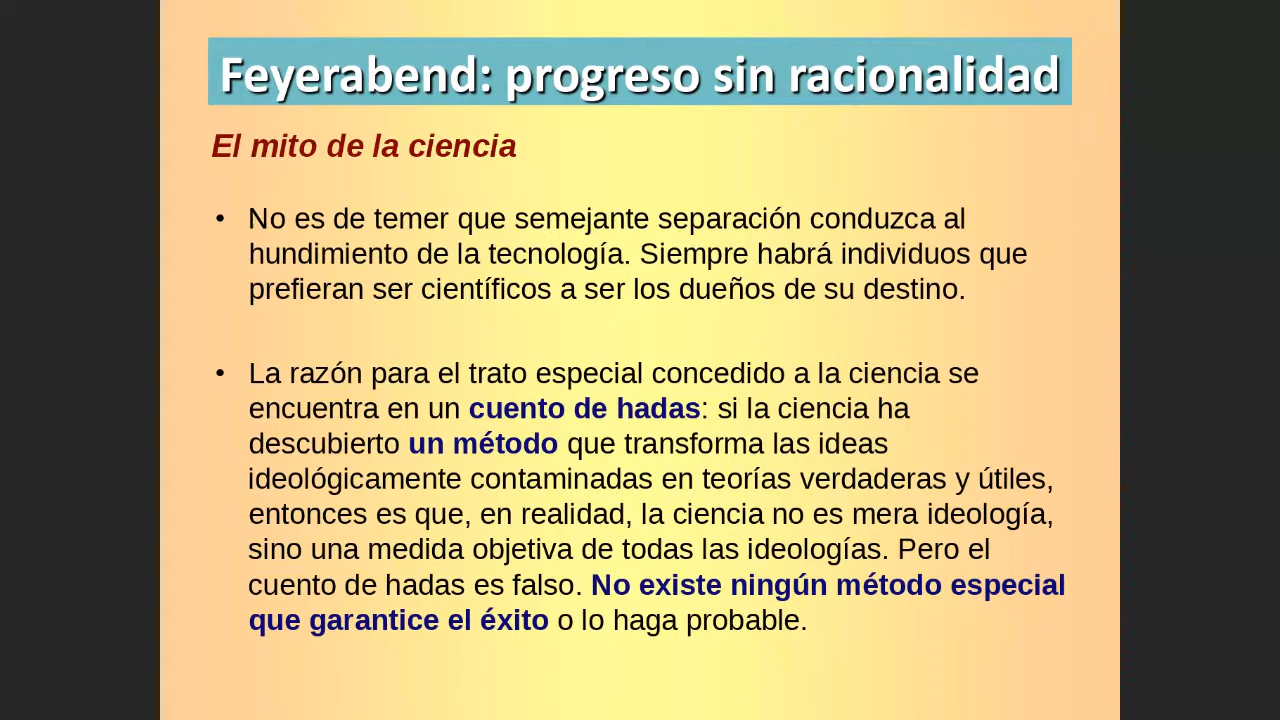 Feyerabend: progreso sin racionalidad
El mito de la ciencia
• No es de temer que semejante separación conduzca al
hundimiento de la tecnología. Siempre habrá individuos que
prefieran ser científicos a ser los dueños de su destino.
• La razón para el trato especial concedido a la ciencia se
encuentra en un cuento de hadas: si la ciencia ha
descubierto un método que transforma las ideas
ideológicamente contaminadas en teorías verdaderas y útiles,
entonces es que, en realidad, la ciencia no es mera ideología,
sino una medida objetiva de todas las ideologías. Pero el
cuento de hadas es falso. No existe ningún método especial
que garantice el éxito o lo haga probable.